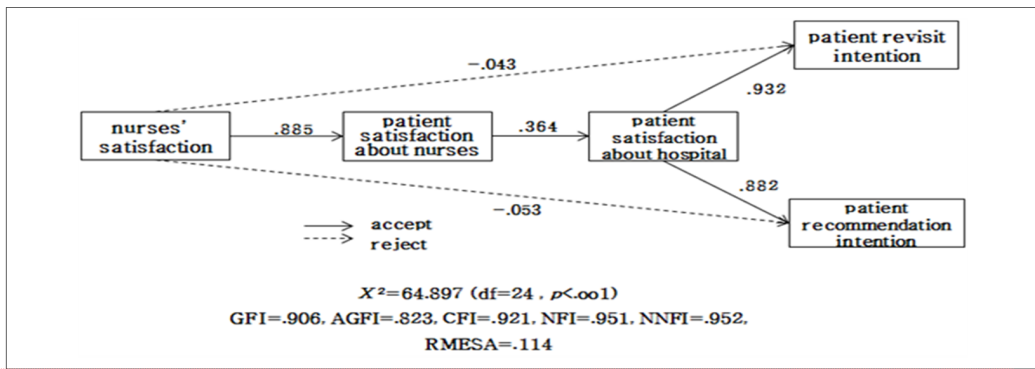 patient revisit
intention
-.043
.932
nurses'
satisfaction
.885
patient
satisfaction
about nurses
.364
patient
satisfaction
about hospital
.882
-.053
patient
recommendation
intention
accept
reject
X²=64.897 (df=24 , p<.001)
GFI=.906, AGFI=.823, CFI=.921, NFI=.951, NNFI=.952,
RMESA=.114